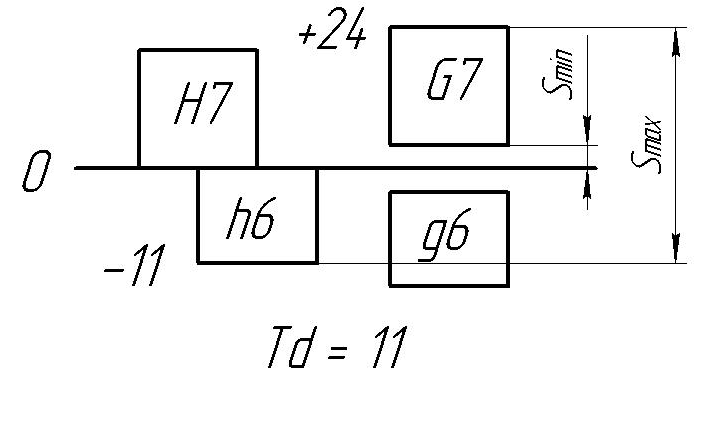 +24
H7
G7
Smin
Smax
0
h6
g6
-11
Td = 11